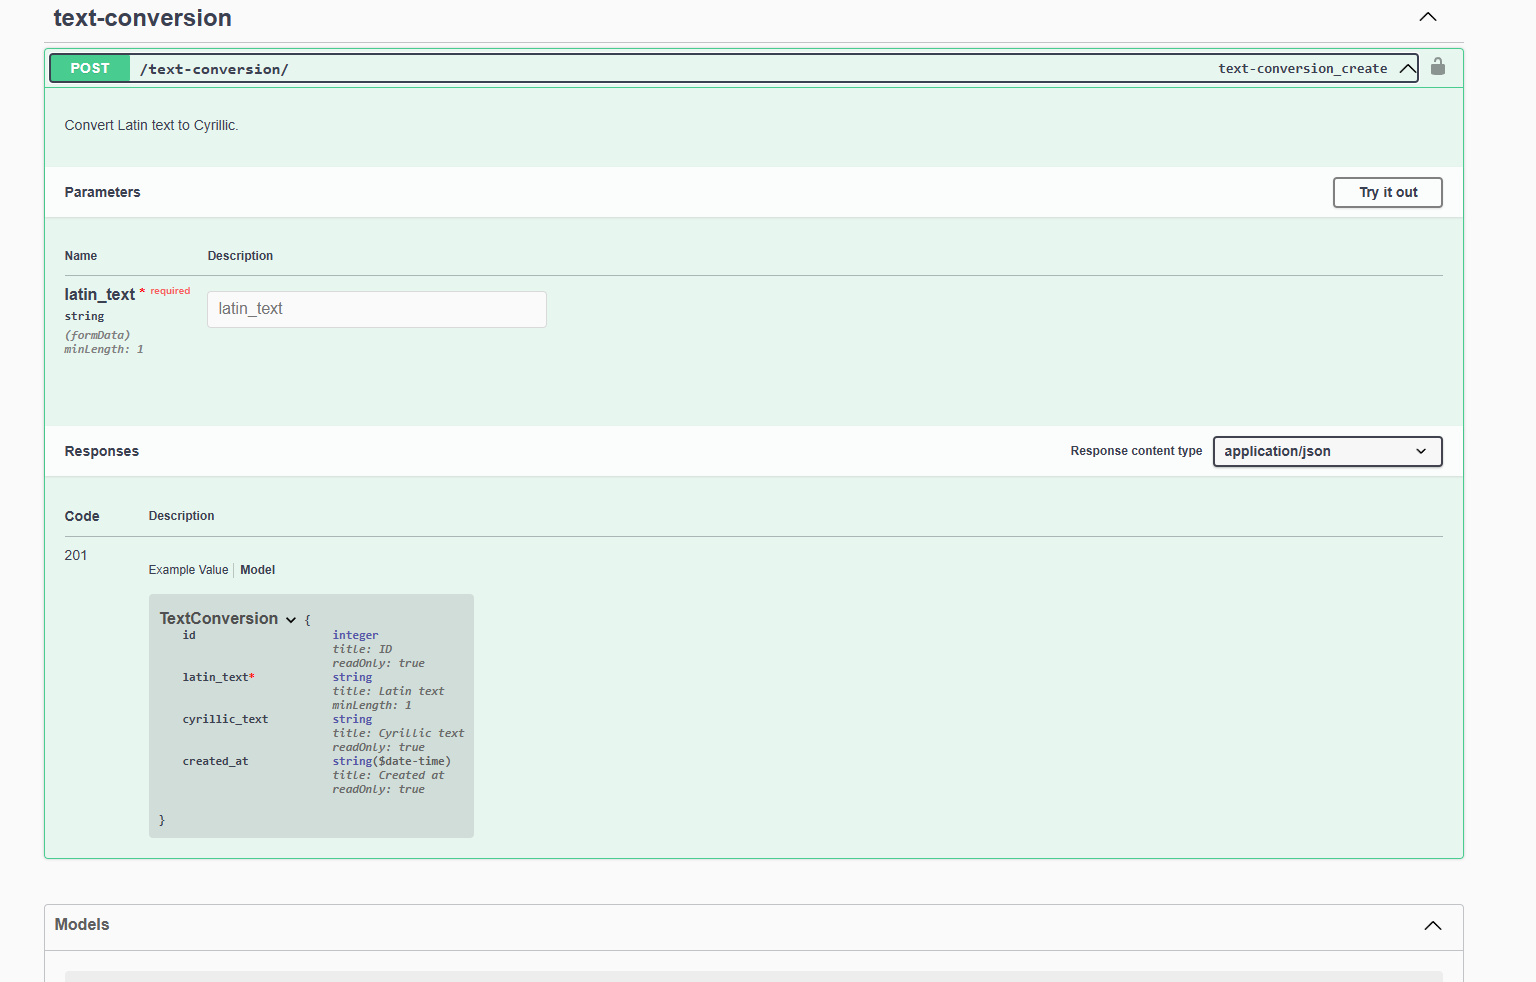 text-conversion
POST /text-conversion/ text-conversion_create
Convert Latin text to Cyrillic.
Parameters Try it out
Name Description
latin_text * required latin_text
string
(formData)
minLength: 1
Responses Response content type application/json
Code Description
201
Example Value Model
TextConversion {
id integer
title: ID
readOnly: true
latin_text* string
title: Latin text
minLength: 1
cyrillic_text string
title: Cyrillic text
readOnly: true
created_at string($date-time)
title: Created at
readOnly: true
}
Models